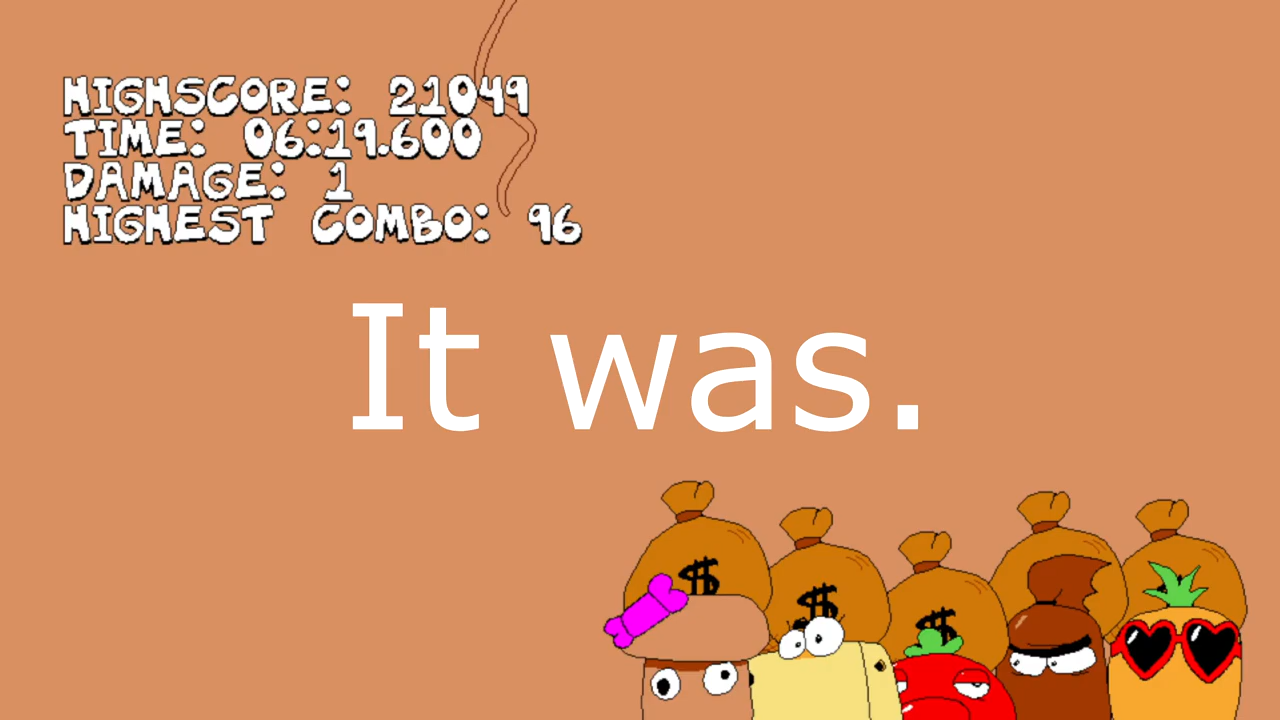 HIGHSCORE: 21049
TIME: 06:19.600
DAMAGE: 1
HIGHEST COMBO: 96
It was.
$ $ $